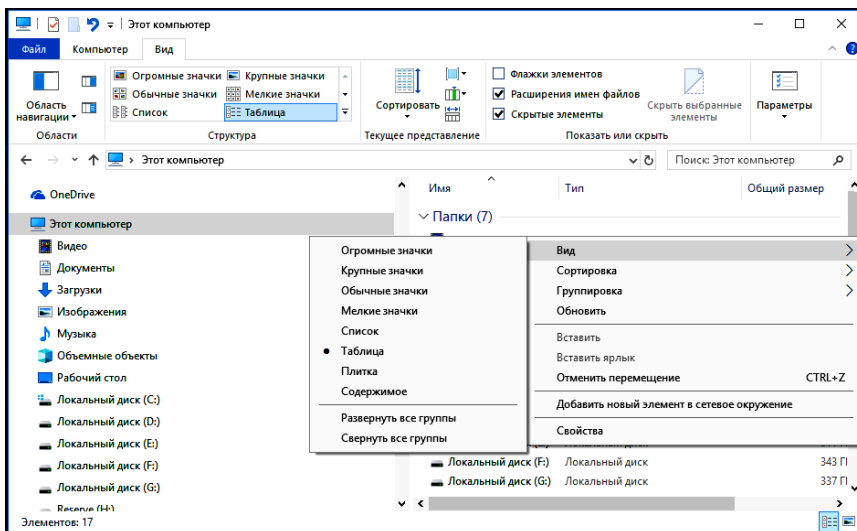 Этот компьютер
Файл Компьютер Вид
Огромные значки Крупные значки
Обычные значки Мелкие значки
Список Таблица
Область навигации
Области
Структура
Сортировать
Текущее представление
Флажки элементов
Расширения имен файлов
Скрытые элементы
Скрыть выбранные элементы
Показать или скрыть
Параметры
Этот компьютер
Поиск: Этот компьютер
OneDrive
Этот компьютер
Видео
Документы
Загрузки
Изображения
Музыка
Объемные объекты
Рабочий стол
Локальный диск (C:)
Локальный диск (D:)
Локальный диск (E:)
Локальный диск (F:)
Локальный диск (G:)
Reserve (H:)
Имя Тип Общий размер
Папки (7)
Огромные значки
Крупные значки
Обычные значки
Мелкие значки
Список
Таблица
Плитка
Содержимое
Развернуть все группы
Свернуть все группы
Вид
Сортировка
Группировка
Обновить
Вставить
Вставить ярлык
Отменить перемещение CTRL+Z
Добавить новый элемент в сетевое окружение
Свойства
Локальный диск (F:) Локальный диск 343 ГІ
Локальный диск (G:) Локальный диск 337 ГІ
Элементов: 17